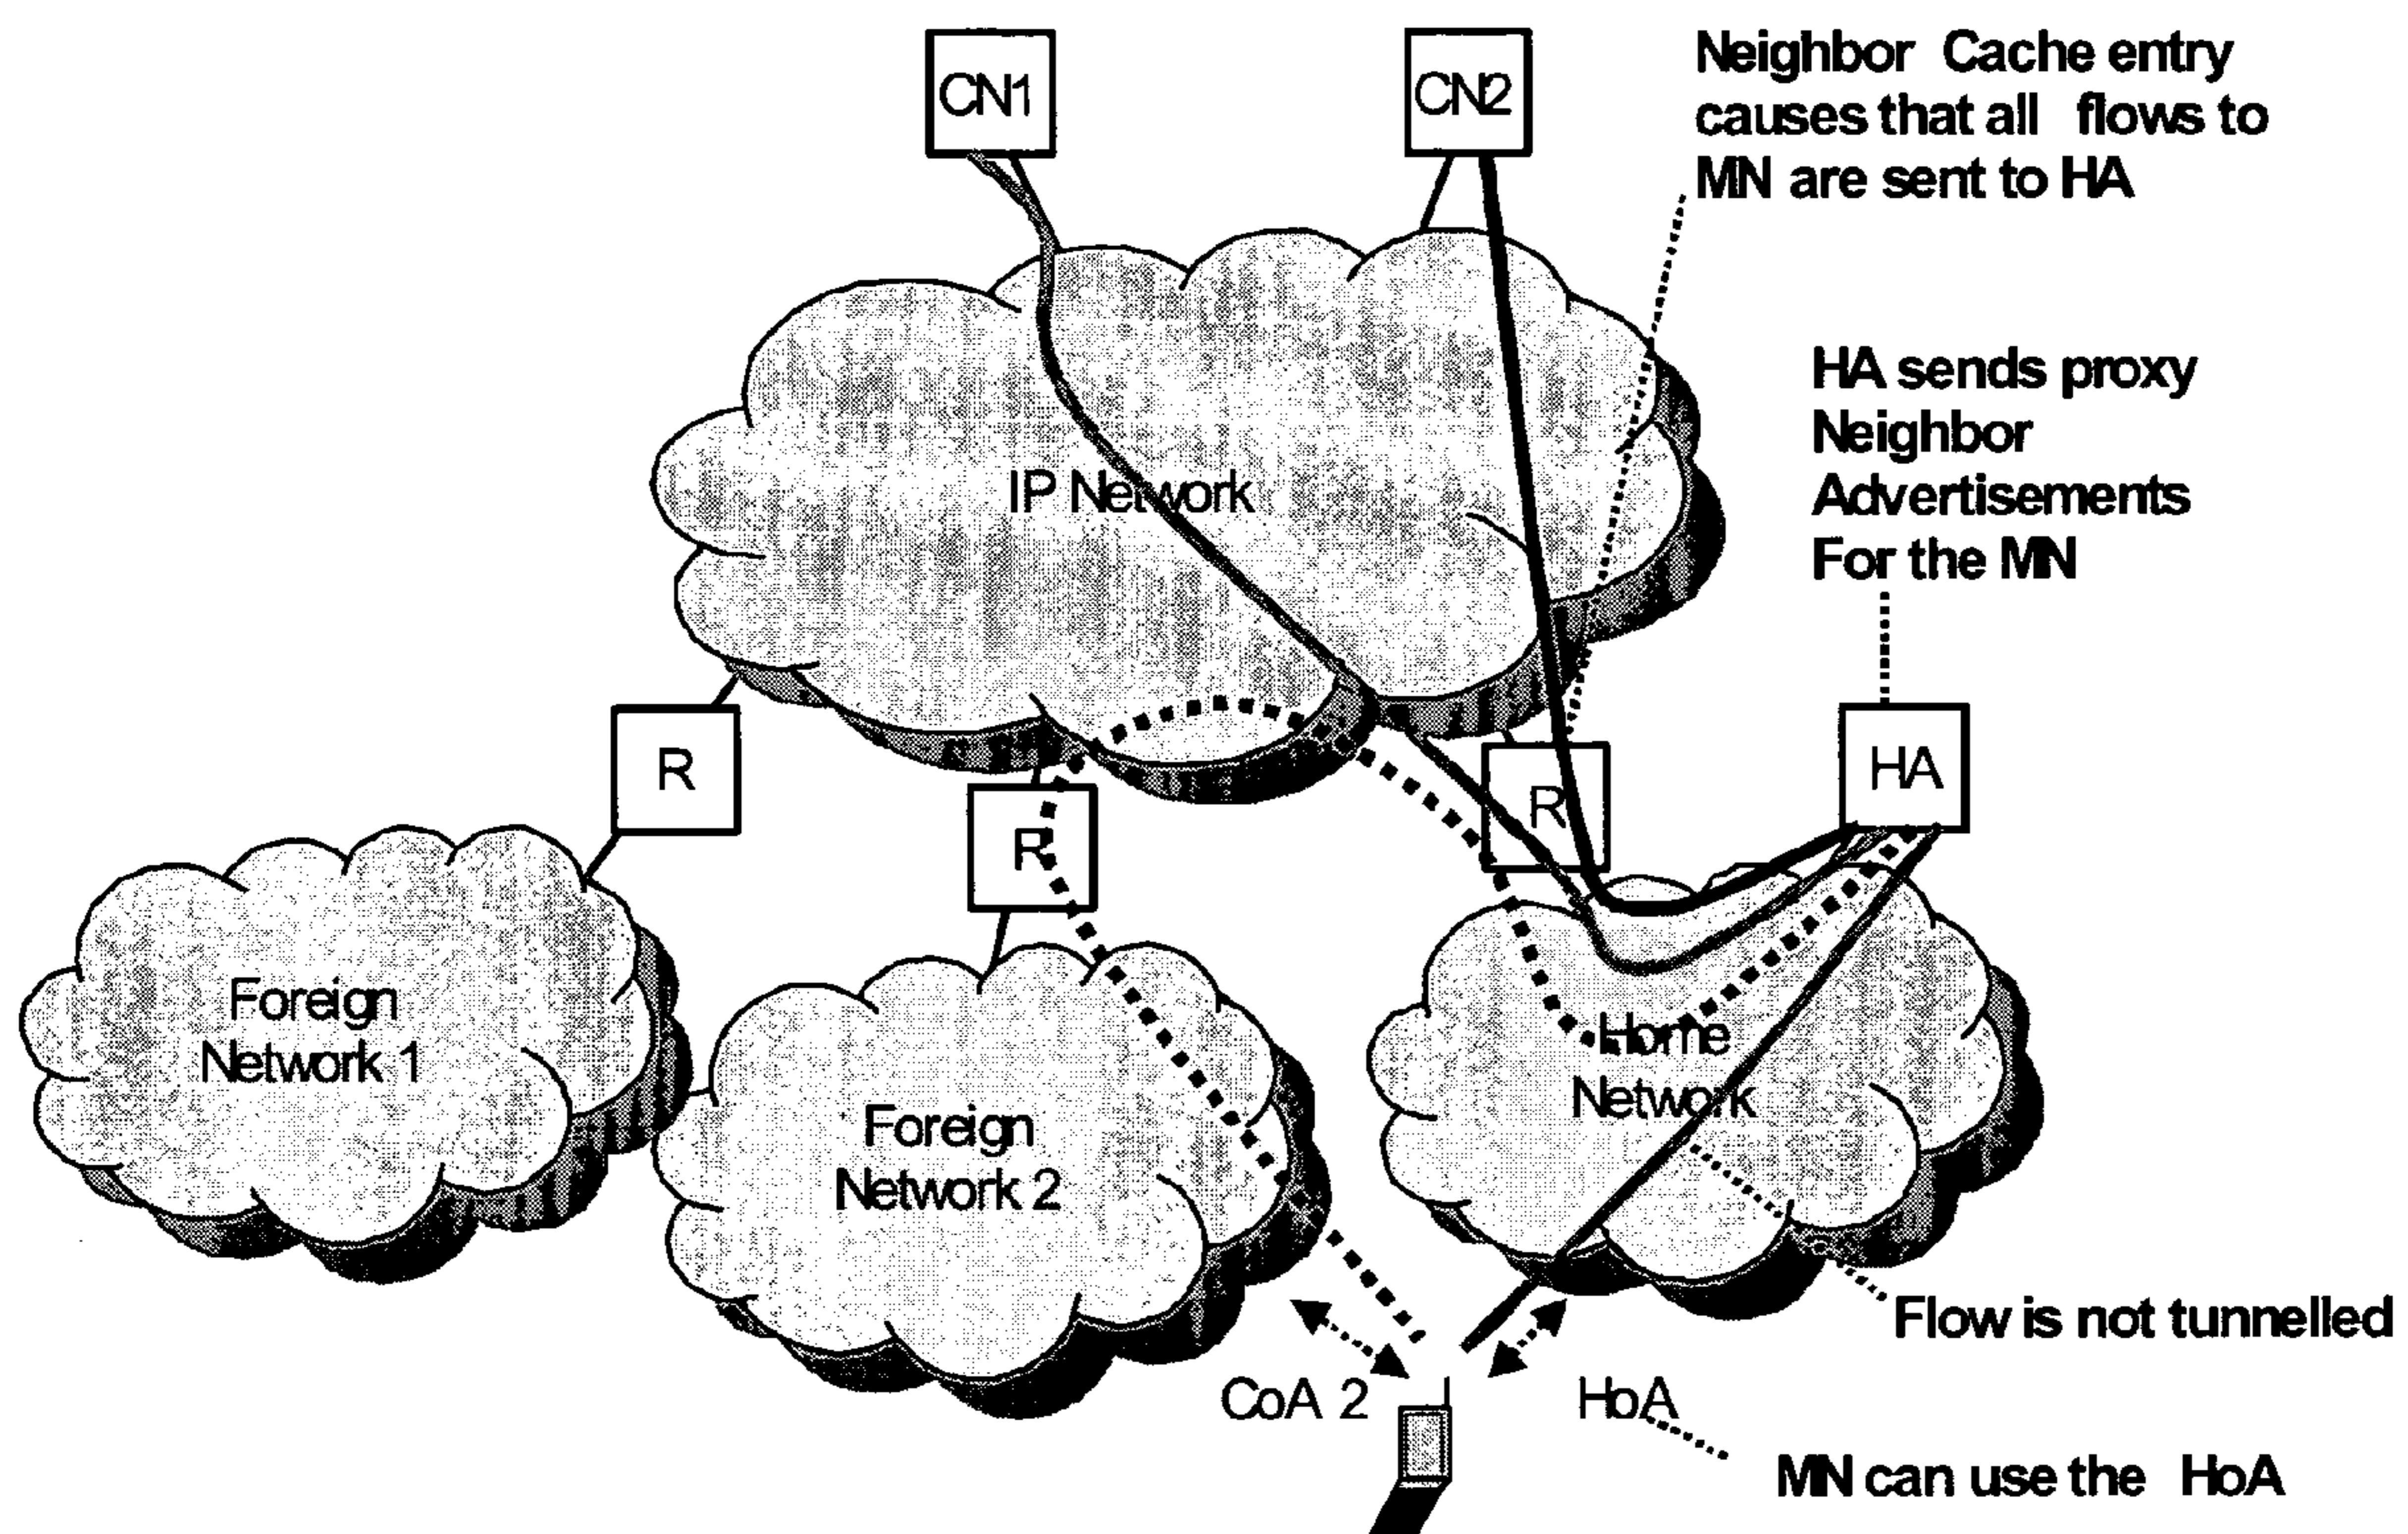 CN1
CN2
Neighbor Cache entry
causes that all flows to
MN are sent to HA
HA sends proxy
Neighbor
Advertisements
For the MN
IP Network
R
R
R
HA
Foreign
Network 1
Foreign
Network 2
Home
Network
Flow is not tunnelled
CoA 2
HoA
MN can use the HoA